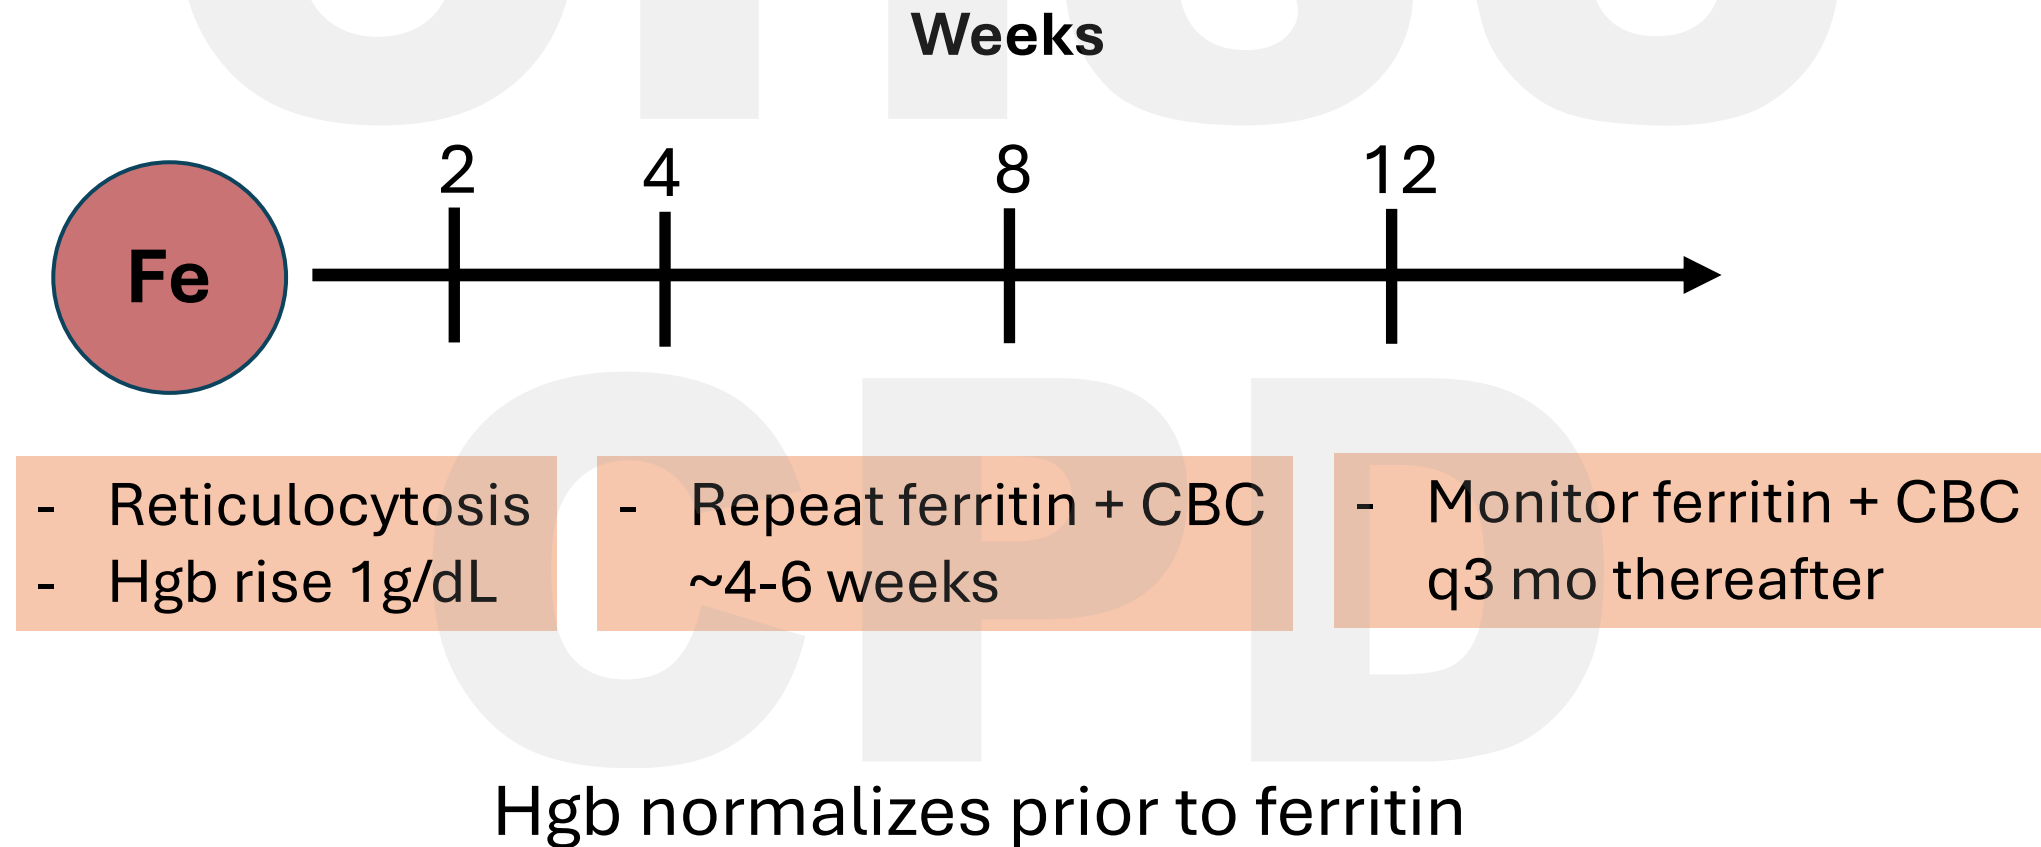 Weeks
2 4 8 12
Fe
- Reticulocytosis
- Hgb rise 1g/dL
- Repeat ferritin + CBC
~4-6 weeks
- Monitor ferritin + CBC
q3 mo thereafter
CPD
Hgb normalizes prior to ferritin